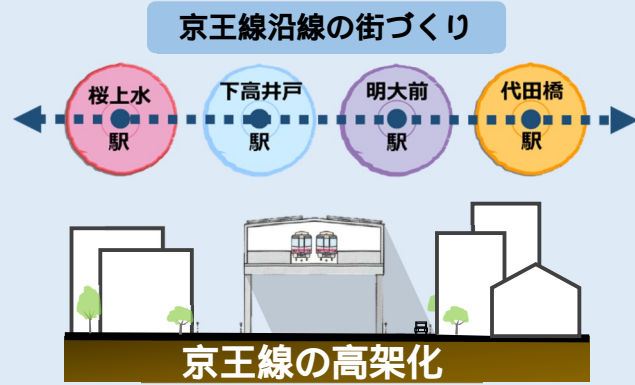 京王線沿線の街づくり
桜上水
駅
下高井戸
駅
明大前
駅
代田橋
駅
京王線の高架化